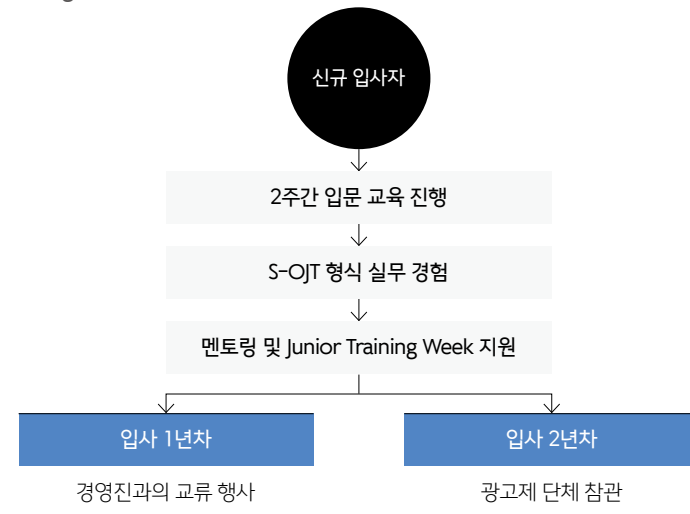 신규 입사자
2주간 입문 교육 진행
S-OJT 형식 실무 경험
멘토링 및 Junior Training Week 지원
입사 1년차
입사 2년차
경영진과의 교류 행사
광고제 단체 참관